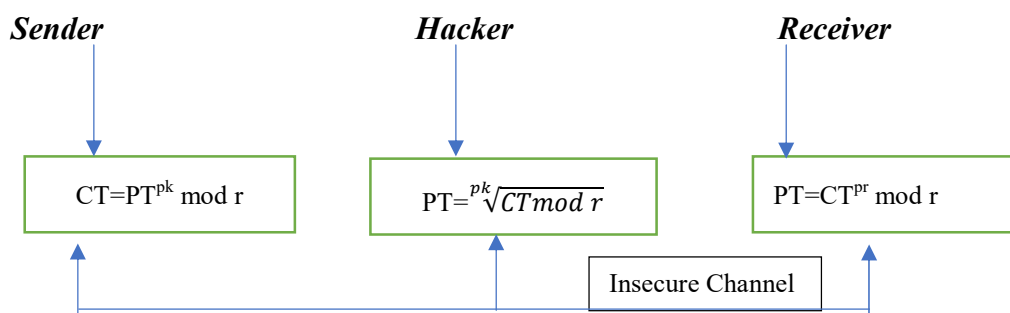 Sender Hacker Receiver
CT=PT^pk mod r PT=^pk√CTmod r PT=CT^pr mod r
Insecure Channel